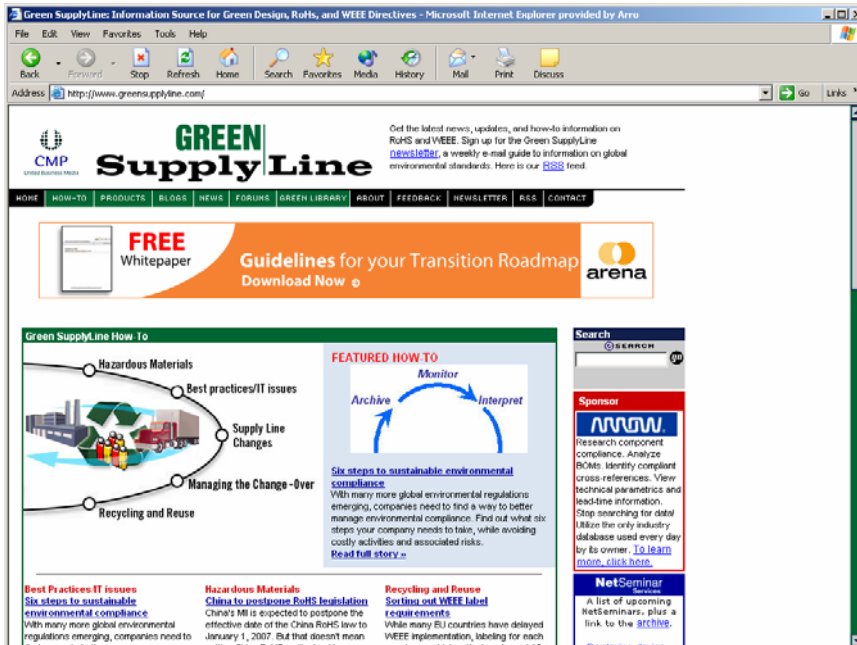 Green SupplyLine: Information Source for Green Design, RoHs, and WEEE Directives - Microsoft Internet Explorer provided by Arro
File Edit View Favorites Tools Help
Back Forward Stop Refresh Home Search Favorites Media History Mail Print Discuss
Address http://www.greensupplyline.com/ Go Links
CMP
United Business Media
GREEN
SupplyLine
Get the latest news, updates, and how-to information on
RoHS and WEEE. Sign up for the Green SupplyLine
newsletter, a weekly e-mail guide to information on global
environmental standards. Here is our RSS feed.
HOME HOW-TO PRODUCTS BLOGS NEWS FORUMS GREEN LIBRARY ABOUT FEEDBACK NEWSLETTER RSS CONTACT
FREE
Whitepaper
Guidelines for your Transition Roadmap
Download Now
arena
Green SupplyLine How-To
Hazardous Materials
Best practices/IT issues
Supply Line
Changes
Managing the Change-Over
Recycling and Reuse
FEATURED HOW-TO
Monitor
Archive
Interpret
Six steps to sustainable environmental
compliance
With many more global environmental regulations
emerging, companies need to find a way to better
manage environmental compliance. Find out what six
steps your company needs to take, while avoiding
costly activities and associated risks.
Read full story »
Search
SEARCH
go
Sponsor
ARROW.
Research component
compliance. Analyze
BOMs. Identify compliant
cross-references. View
technical parametrics and
lead-time information.
Stop searching for data!
Utilize the only industry
database used every day
by its owner. To learn
more, click here.
NetSeminar
Services
A list of upcoming
NetSeminars, plus a
link to the archive.
Best Practices/IT issues
Six steps to sustainable
environmental compliance
With many more global environmental
regulations emerging, companies need to
Hazardous Materials
China to postpone RoHS legislation
China's MII is expected to postpone the
effective date of the China RoHS law to
January 1, 2007. But that doesn't mean
Recycling and Reuse
Sorting out WEEE label
requirements
While many EU countries have delayed
WEEE implementation, labeling for each